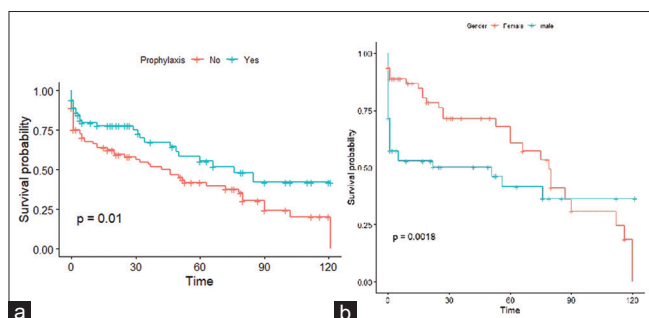 Prophylaxis No Yes
Survival probability
1.00
0.75
0.50
0.25
0.00
p = 0.01
0 30 60 90 120
Time
a
Gender Female male
Survival probability
1.00
0.75
0.50
0.25
0.00
p = 0.0018
0 30 60 90 120
Time
b